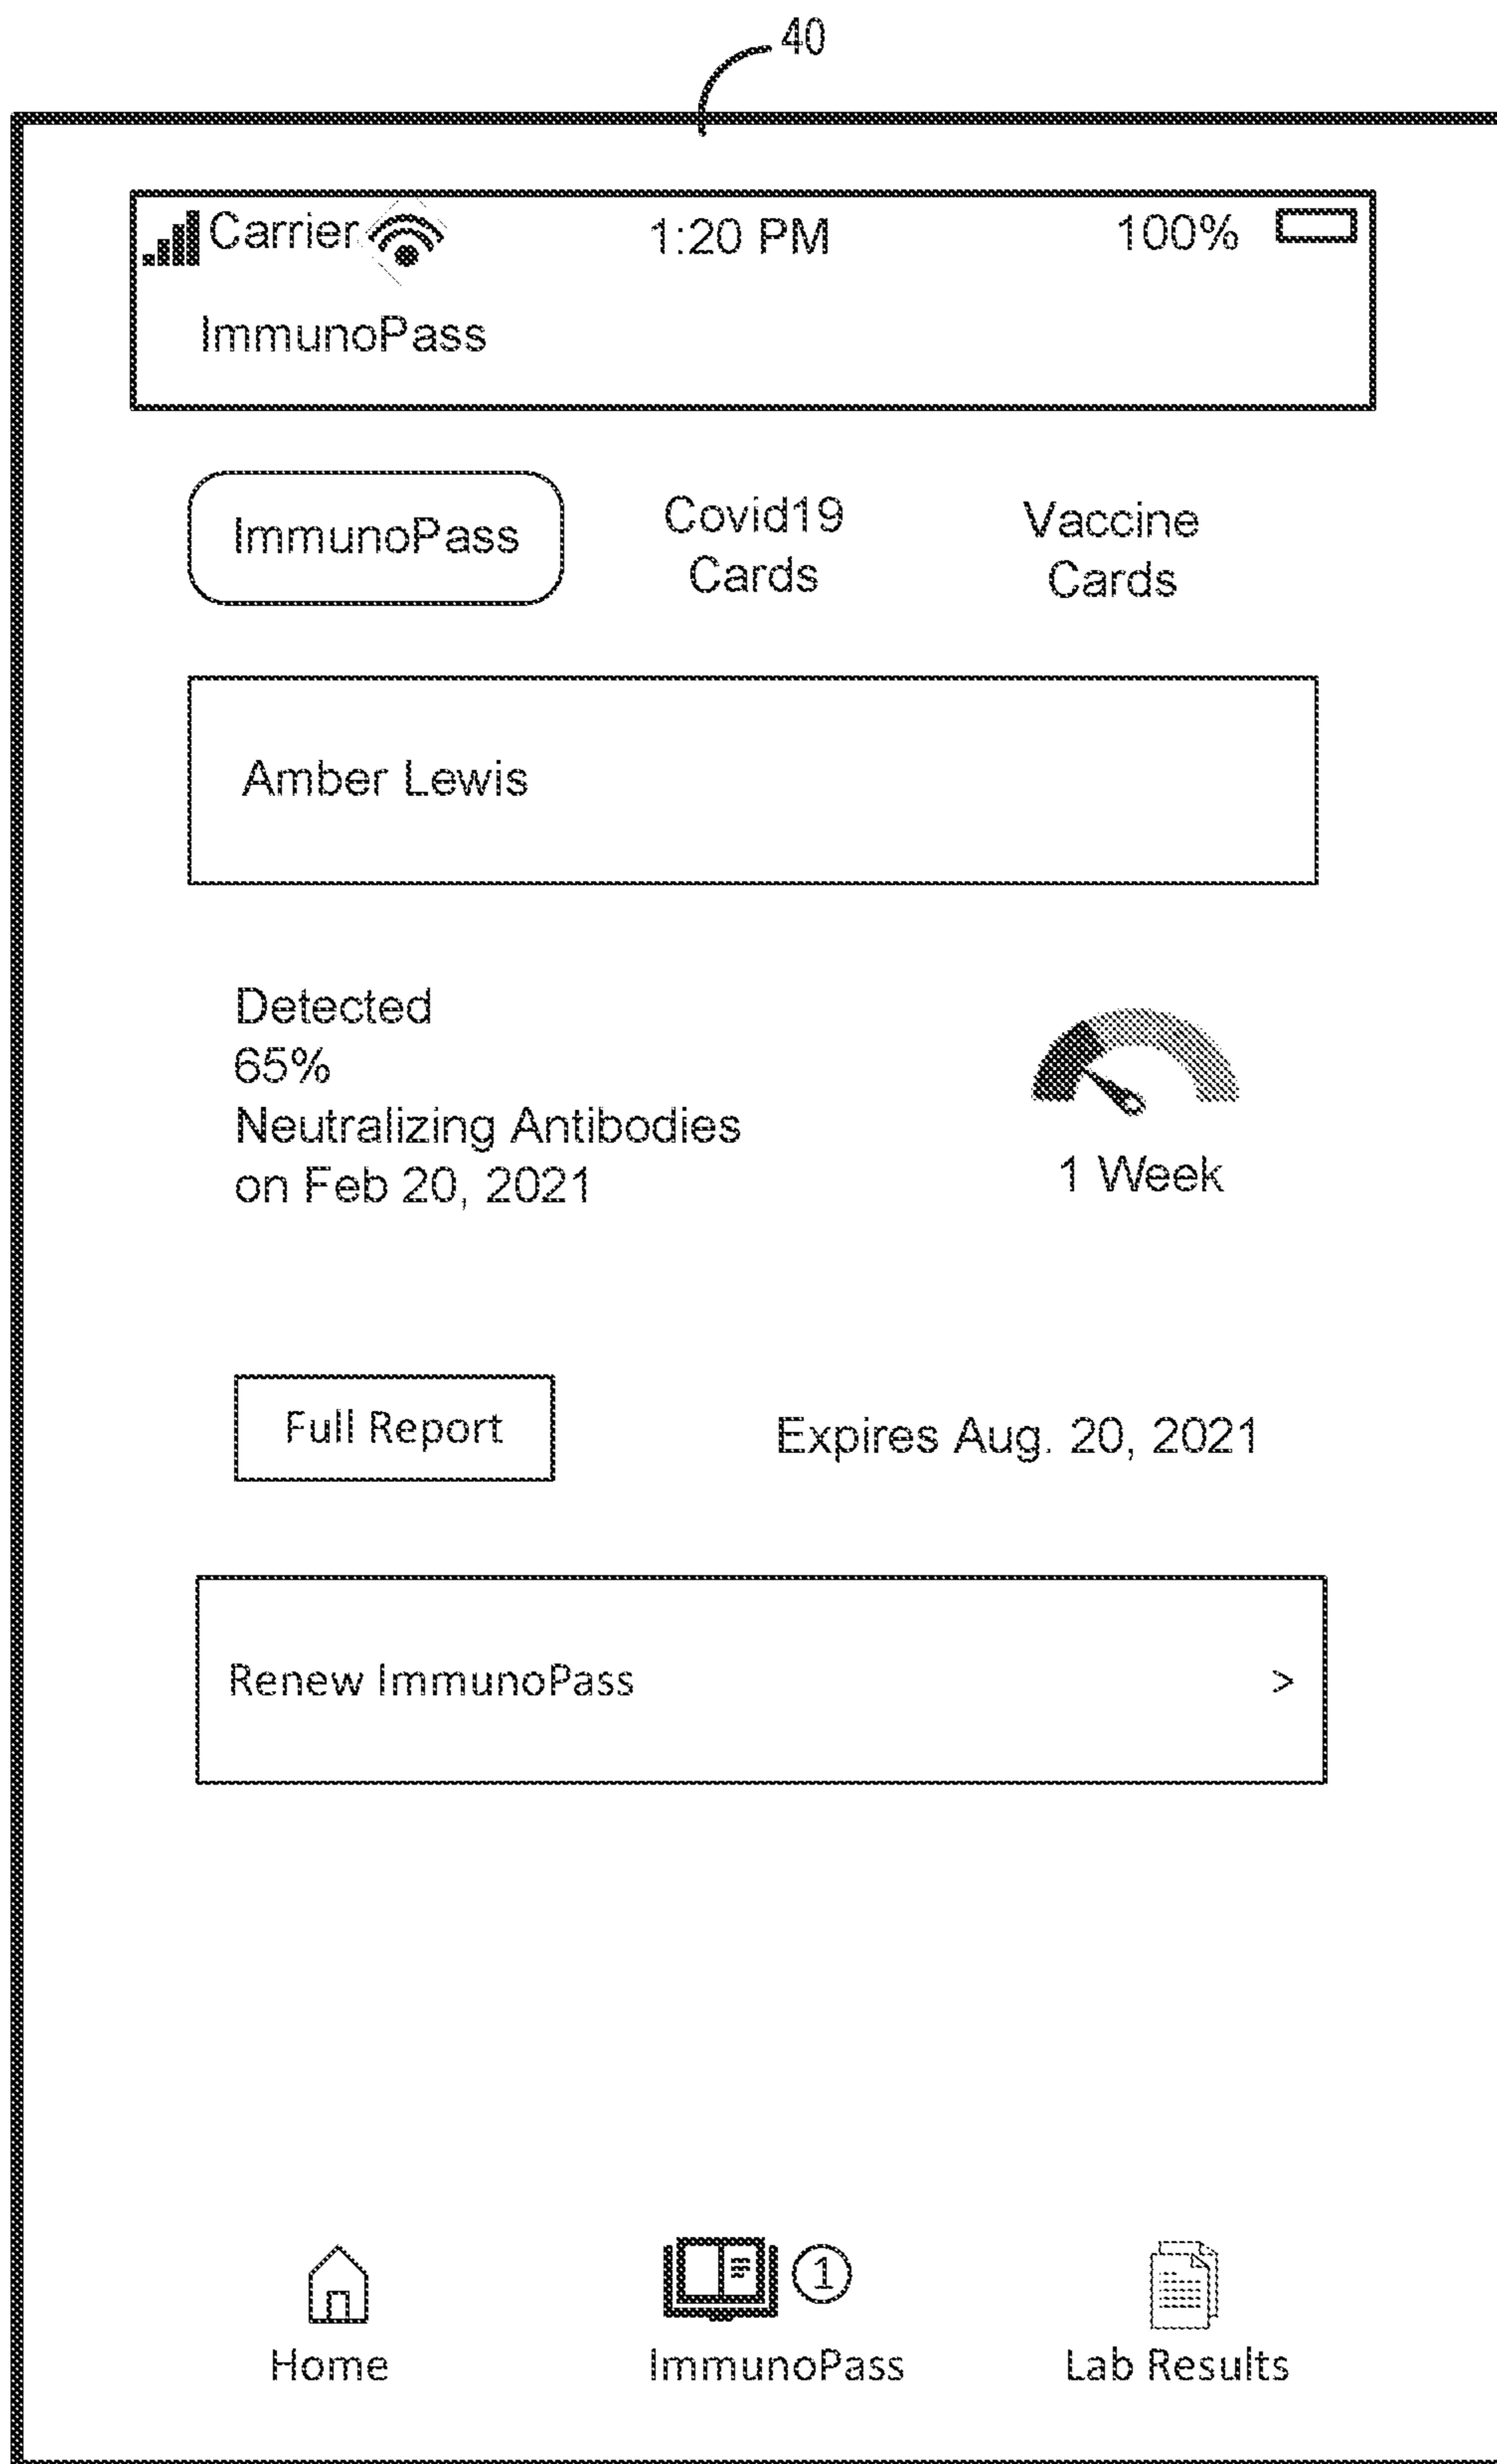 40
Carrier 1:20 PM 100%
ImmunoPass
ImmunoPass
Covid19
Cards
Vaccine
Cards
Amber Lewis
Detected
65%
Neutralizing Antibodies
on Feb 20, 2021
1 Week
Full Report
Expires Aug. 20, 2021
Renew ImmunoPass >
1
Home
ImmunoPass
Lab Results